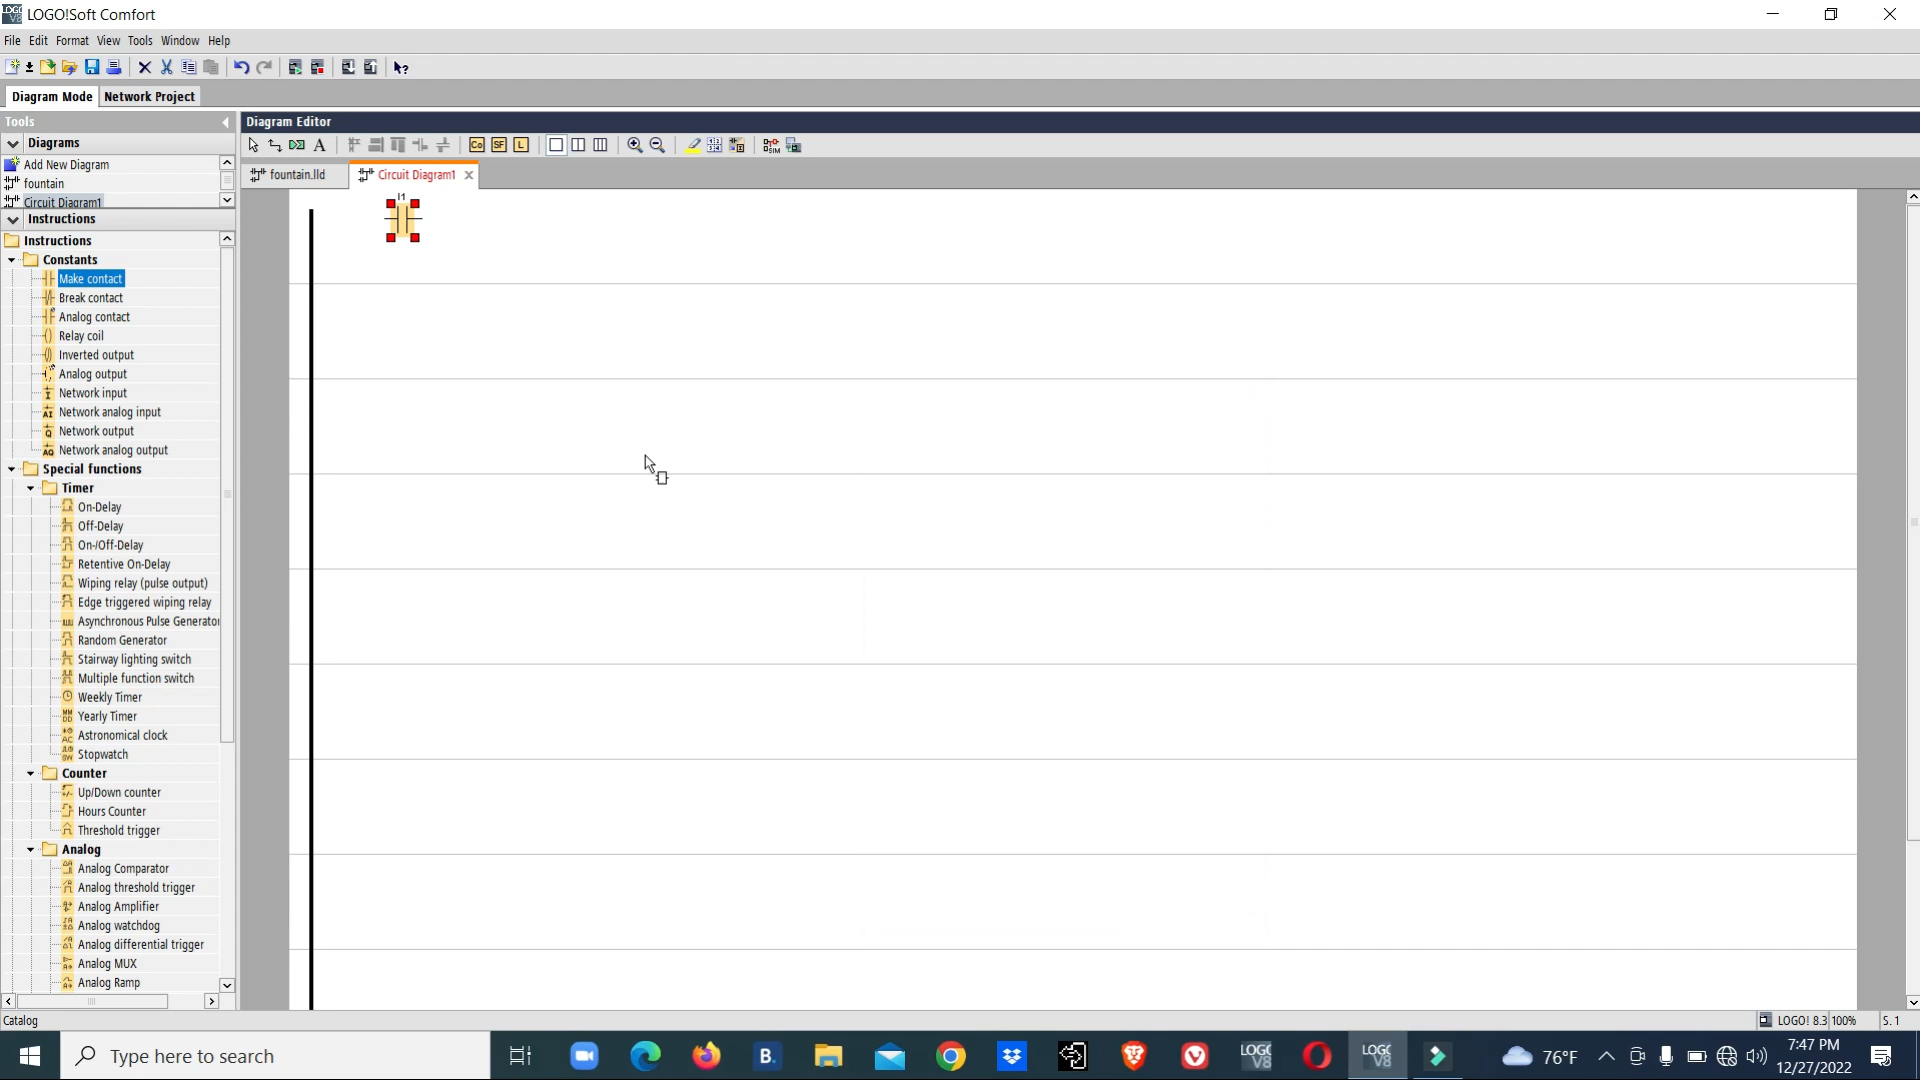 LOGO!Soft Comfort
File Edit Format View Tools Window Help
Diagram Mode Network Project
Tools
Diagram Editor
Diagrams
A Co SF L
Add New Diagram
fountain
Circuit Diagram1
fountain.lld
Circuit Diagram1
I1
Instructions
Instructions
Constants
Make contact
Break contact
Analog contact
Relay coil
Inverted output
Analog output
Network input
Network analog input
Network output
Network analog output
Special functions
Timer
On-Delay
Off-Delay
On-/Off-Delay
Retentive On-Delay
Wiping relay (pulse output)
Edge triggered wiping relay
Asynchronous Pulse Generator
Random Generator
Stairway lighting switch
Multiple function switch
Weekly Timer
Yearly Timer
Astronomical clock
Stopwatch
Counter
Up/Down counter
Hours Counter
Threshold trigger
Analog
Analog Comparator
Analog threshold trigger
Analog Amplifier
Analog watchdog
Analog differential trigger
Analog MUX
Analog Ramp
Catalog
LOGO! 8.3 100% S. 1
Type here to search
B.
LOGO V8
LOGO V8
76°F
7:47 PM
12/27/2022